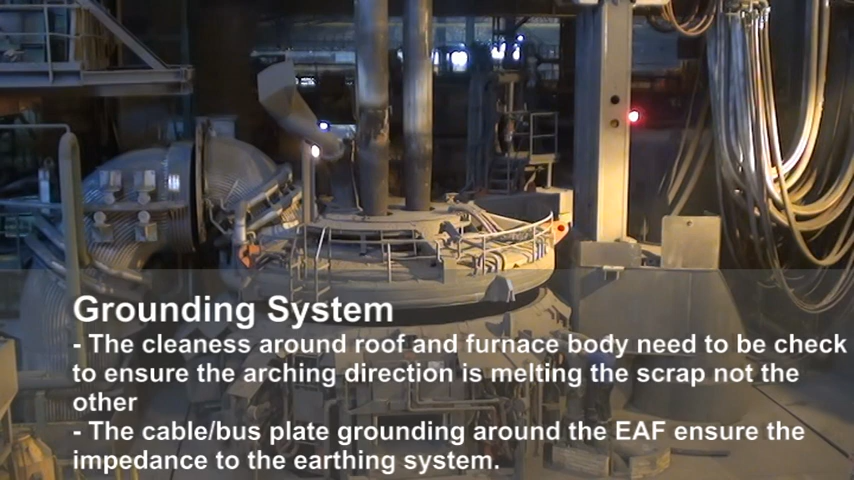 Grounding System
- The cleaness around roof and furnace body need to be check
to ensure the arching direction is melting the scrap not the
other
- The cable/bus plate grounding around the EAF ensure the
impedance to the earthing system.